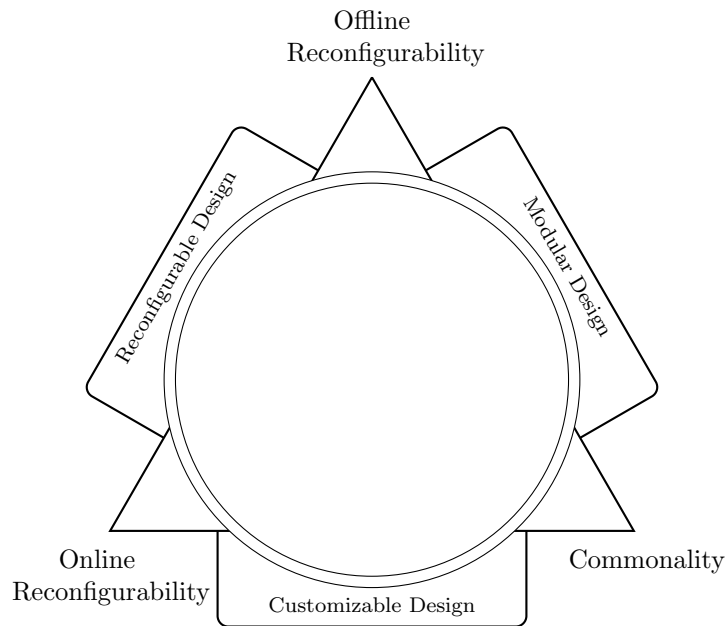 Offline
Reconfigurability
Reconfigurable Design
Modular Design
Online
Reconfigurability
Commonality
Customizable Design